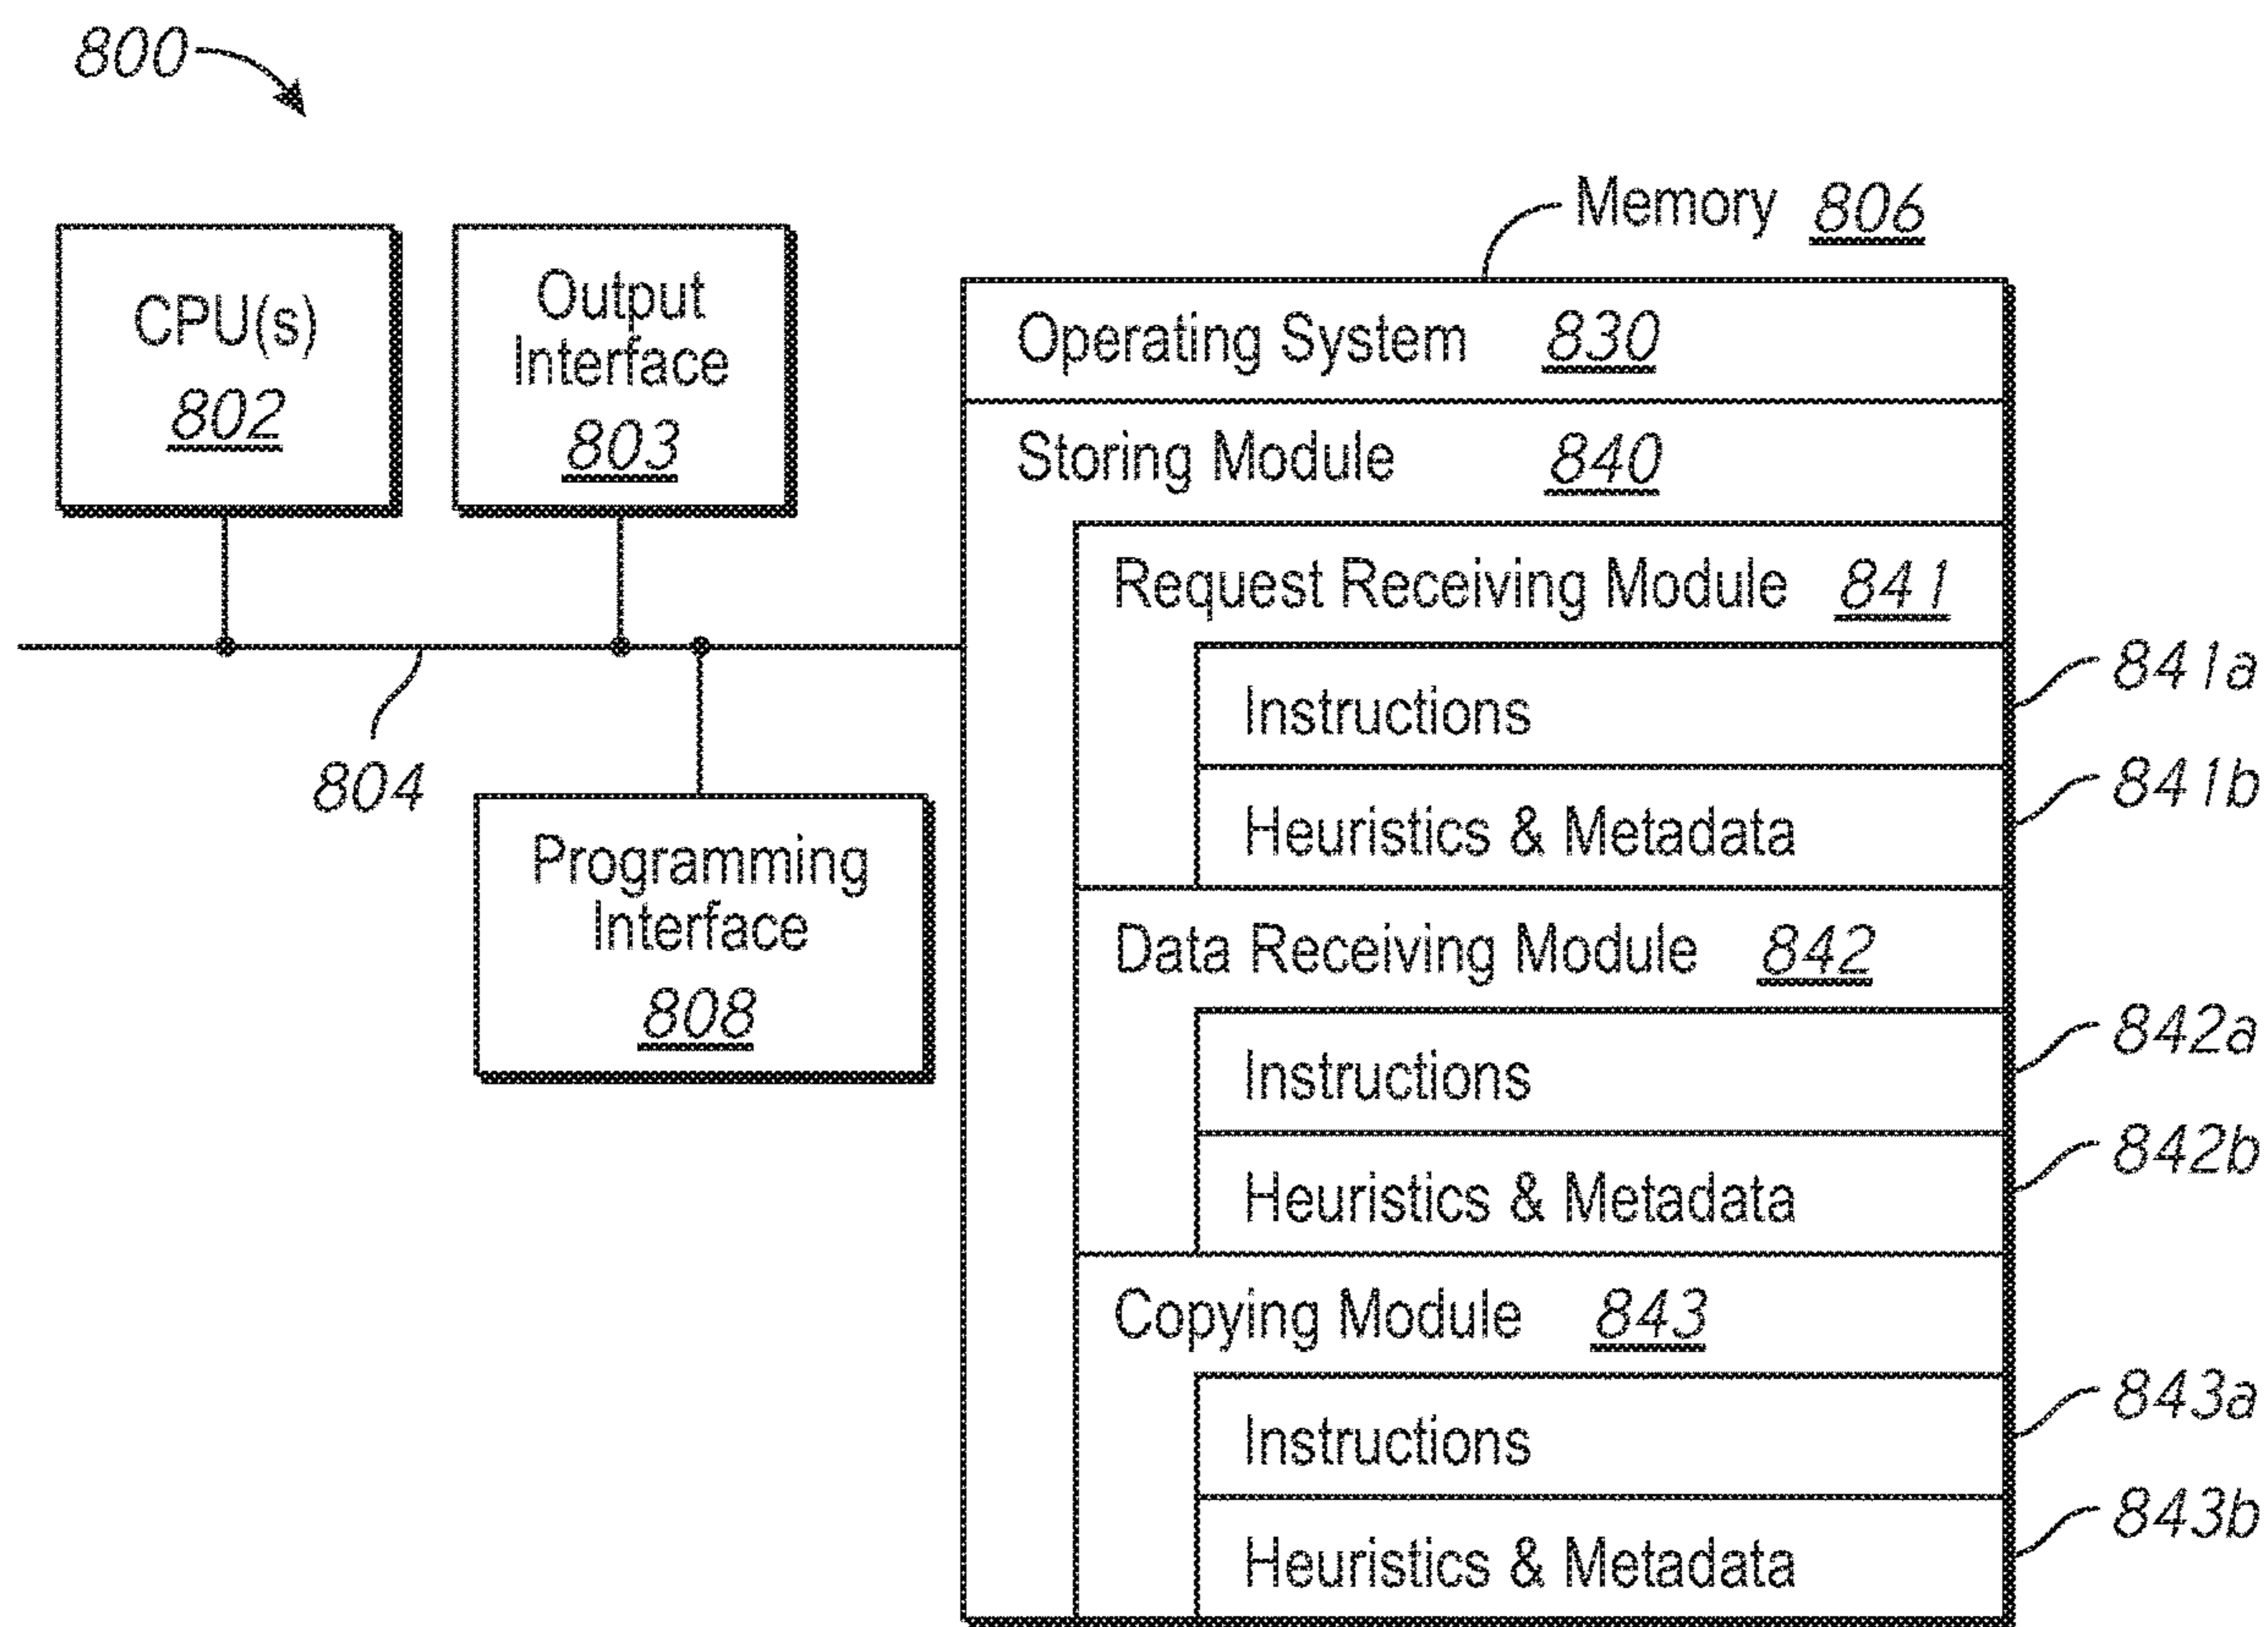 800
Memory 806
CPU(s)
802
Output
Interface
803
804
Programming
Interface
808
Operating System 830
Storing Module 840
Request Receiving Module 841
Instructions
841a
Heuristics & Metadata
841b
Data Receiving Module 842
Instructions
842a
Heuristics & Metadata
842b
Copying Module 843
Instructions
843a
Heuristics & Metadata
843b